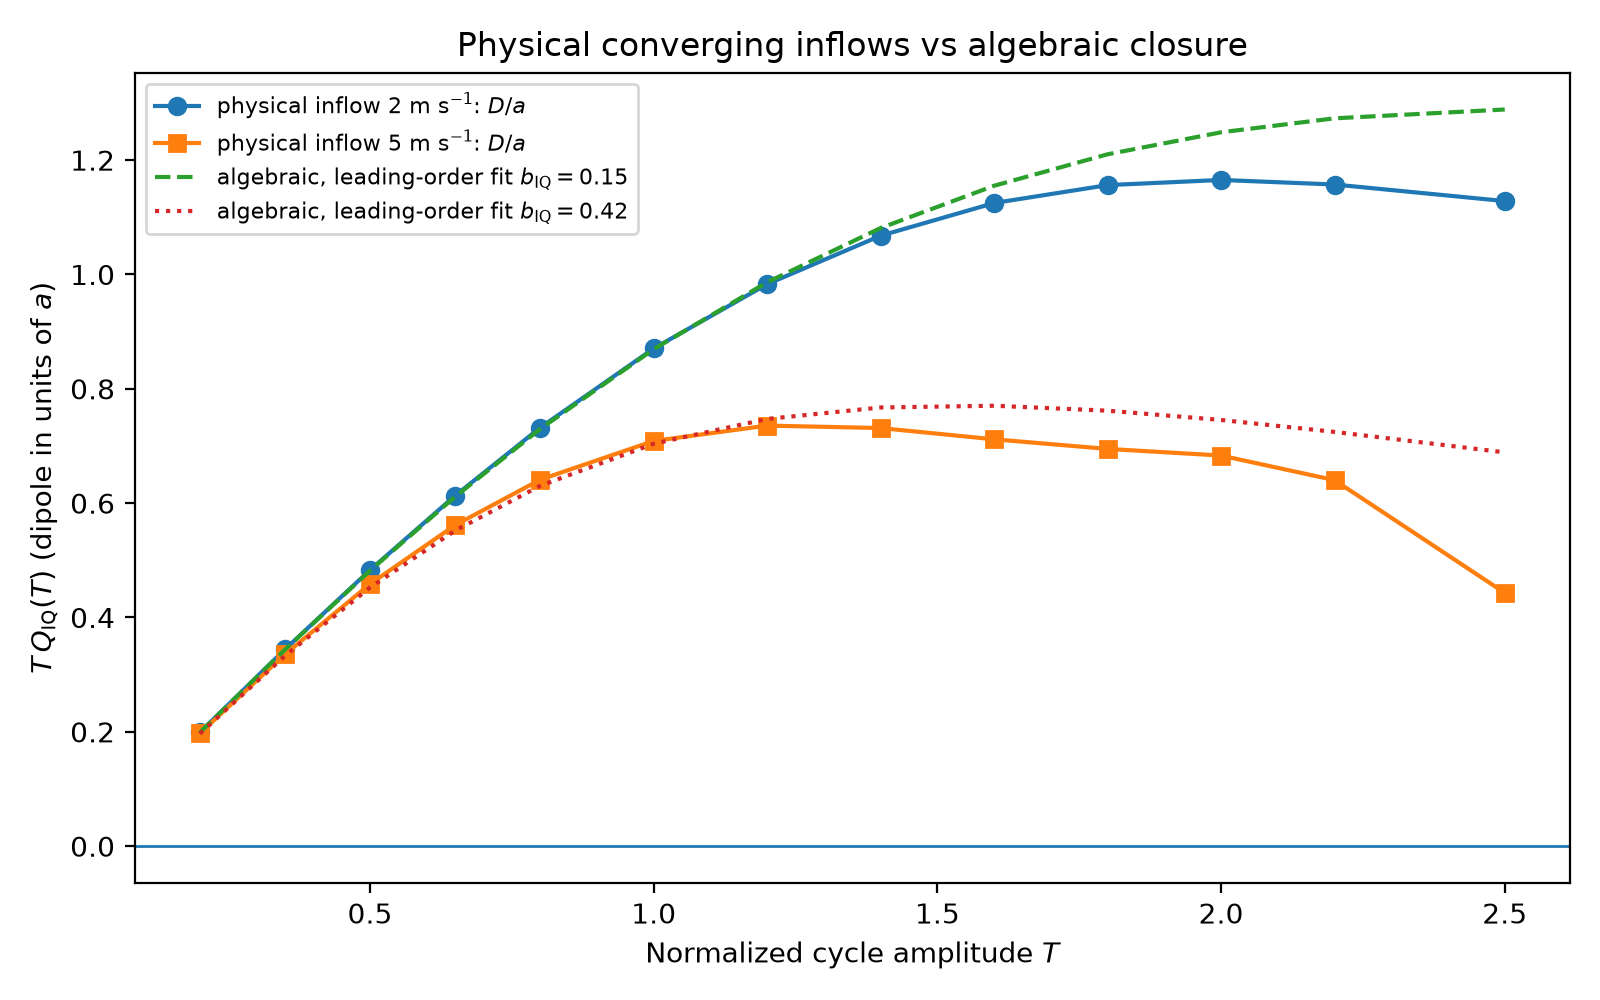 Physical converging inflows vs algebraic closure
physical inflow 2 m s⁻¹: D/a
physical inflow 5 m s⁻¹: D/a
algebraic, leading-order fit b_IQ = 0.15
algebraic, leading-order fit b_IQ = 0.42
T Q_IQ(T) (dipole in units of a)
1.2
1.0
0.8
0.6
0.4
0.2
0.0
0.5 1.0 1.5 2.0 2.5
Normalized cycle amplitude T